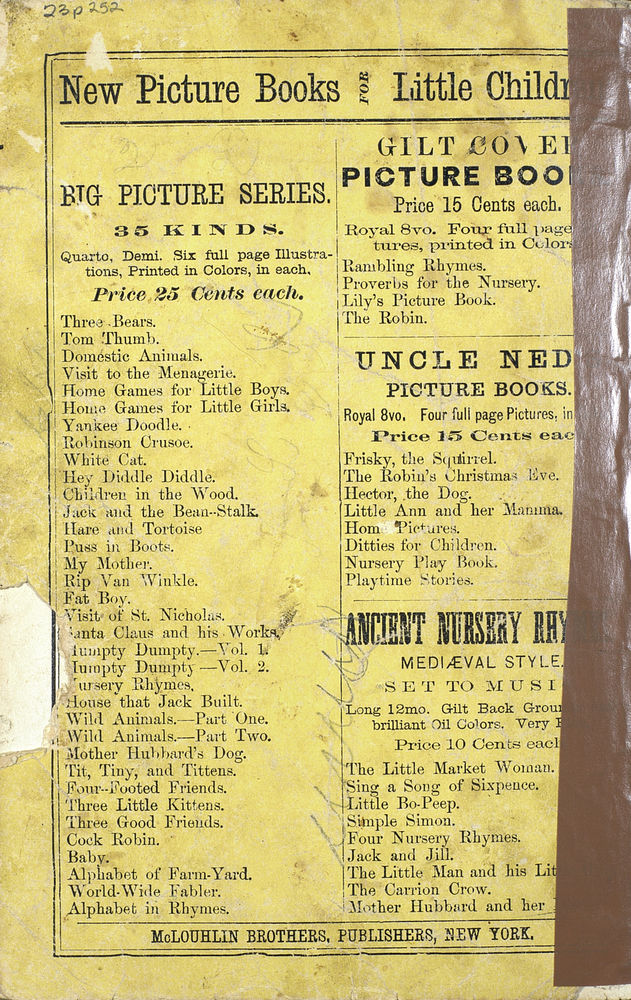 23p252
New Picture Books FOR Little Childr
BIG PICTURE SERIES.
35 KINDS.
Quarto, Demi. Six full page Illustra-
tions, Printed in Colors, in each.
Price 25 Cents each.
Three Bears.
Tom Thumb.
Domestic Animals.
Visit to the Menagerie.
Home Games for Little Boys.
Home Games for Little Girls.
Yankee Doodle.
Robinson Crusoe.
White Cat.
Hey Diddle Diddle.
Children in the Wood.
Jack and the Bean-Stalk.
Hare and Tortoise
Puss in Boots.
My Mother.
Rip Van Winkle.
Fat Boy.
Visit of St. Nicholas.
anta Claus and his Works.
Humpty Dumpty.—Vol. 1.
Humpty Dumpty—Vol. 2.
ursery Rhymes.
House that Jack Built.
Wild Animals.—Part One.
Wild Animals.—Part Two.
Mother Hubbard's Dog.
Tit, Tiny, and Tittens.
Four-Footed Friends.
Three Little Kittens.
Three Good Friends.
Cock Robin.
Baby.
Alphabet of Farm-Yard.
World-Wide Fabler.
Alphabet in Rhymes.
GILT COVE
PICTURE BOO
Price 15 Cents each.
Royal 8vo. Four full page
tures, printed in Colors
Rambling Rhymes.
Proverbs for the Nursery.
Lily's Picture Book.
The Robin.
UNCLE NED
PICTURE BOOKS.
Royal 8vo. Four full page Pictures, in
Price 15 Cents eac
Frisky, the Squirrel.
The Robin's Christmas Eve.
Hector, the Dog.
Little Ann and her Mamma.
Hom Pictures.
Ditties for Children.
Nursery Play Book.
Playtime Stories.
ANCIENT NURSERY RHY
MEDIÆVAL STYLE.
SET TO MUSI
Long 12mo. Gilt Back Grou
brilliant Oil Colors. Very
Price 10 Cents each
The Little Market Woman.
Sing a Song of Sixpence.
Little Bo-Peep.
Simple Simon.
Four Nursery Rhymes.
Jack and Jill.
The Little Man and his Lit
The Carrion Crow.
Mother Hubbard and her
McLOUHLIN BROTHERS, PUBLISHERS, NEW YORK.